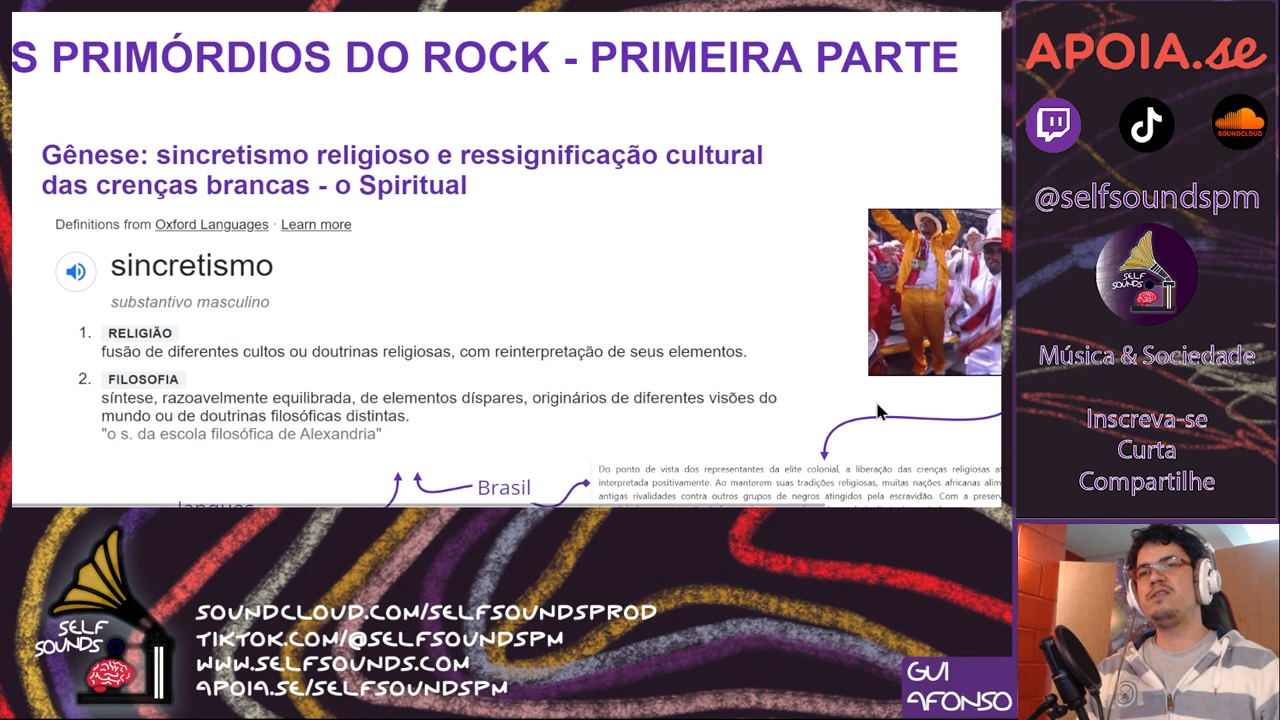 S PRIMÓRDIOS DO ROCK - PRIMEIRA PARTE
Gênese: sincretismo religioso e ressignificação cultural
das crenças brancas - o Spiritual
Definitions from Oxford Languages · Learn more
sincretismo
substantivo masculino
1. RELIGIÃO
fusão de diferentes cultos ou doutrinas religiosas, com reinterpretação de seus elementos.
2. FILOSOFIA
síntese, razoavelmente equilibrada, de elementos díspares, originários de diferentes visões do
mundo ou de doutrinas filosóficas distintas.
"o s. da escola filosófica de Alexandria"
Brasil
Do ponto de vista dos representantes da elite colonial, a liberação das crenças religiosas a
interpretada positivamente. Ao manterem suas tradições religiosas, muitas nações africanas alim
antigas rivalidades contra outros grupos de negros atingidos pela escravidão. Com a preserv
APOIA.se
SOUNDCLOUD
@selfsoundspm
SELF
SOUNDS
Música & Sociedade
Inscreva-se
Curta
Compartilhe
SELF
SOUNDS
SOUNDCLOUD.COM/SELFSOUNDSPROD
TIKTOK.COM/@SELFSOUNDSPM
WWW.SELFSOUNDS.COM
APOIA.SE/SELFSOUNDSPM
GUI
AFONSO